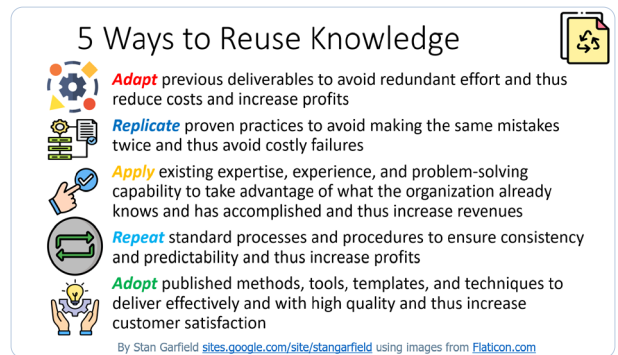 5 Ways to Reuse Knowledge
Adapt previous deliverables to avoid redundant effort and thus
reduce costs and increase profits
Replicate proven practices to avoid making the same mistakes
twice and thus avoid costly failures
Apply existing expertise, experience, and problem-solving
capability to take advantage of what the organization already
knows and has accomplished and thus increase revenues
Repeat standard processes and procedures to ensure consistency
and predictability and thus increase profits
Adopt published methods, tools, templates, and techniques to
deliver effectively and with high quality and thus increase
customer satisfaction
By Stan Garfield sites.google.com/site/stangarfield using images from Flaticon.com